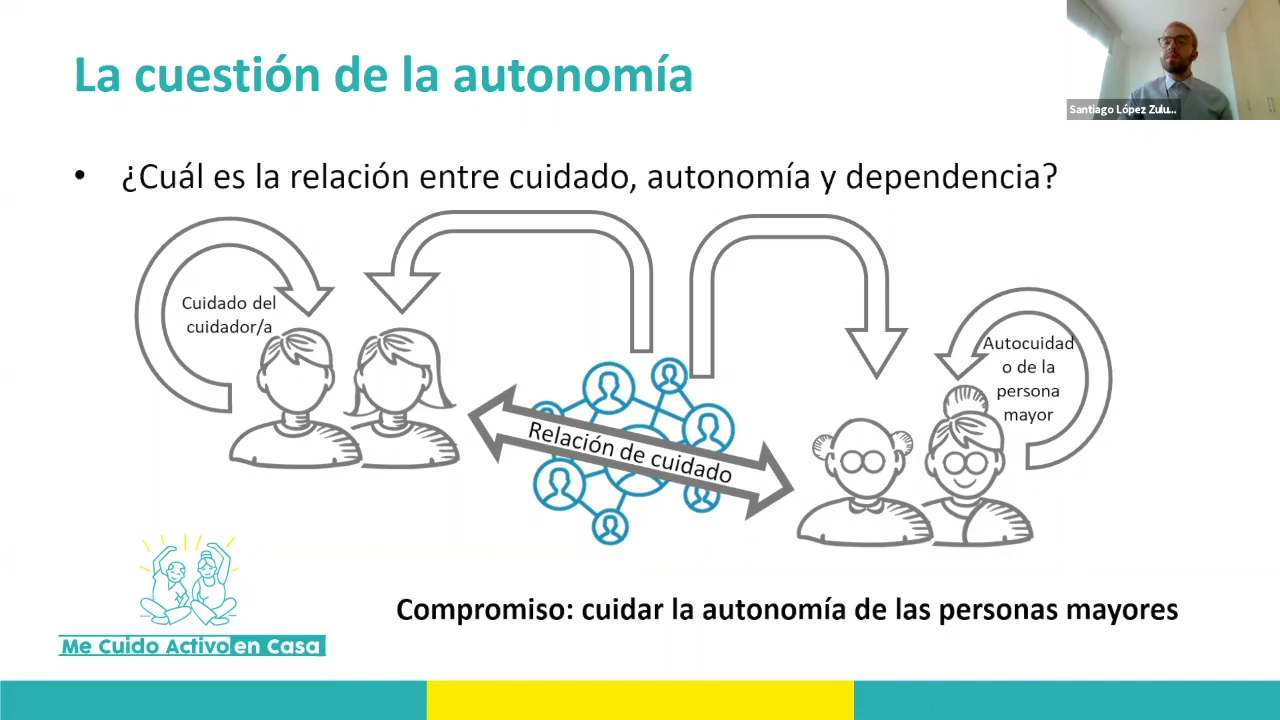 La cuestión de la autonomía
Santiago López Zulu...
• ¿Cuál es la relación entre cuidado, autonomía y dependencia?
Cuidado del
cuidador/a
Autocuidad
o de la
persona
mayor
Relación de cuidado
Compromiso: cuidar la autonomía de las personas mayores
Me Cuido Activo en Casa